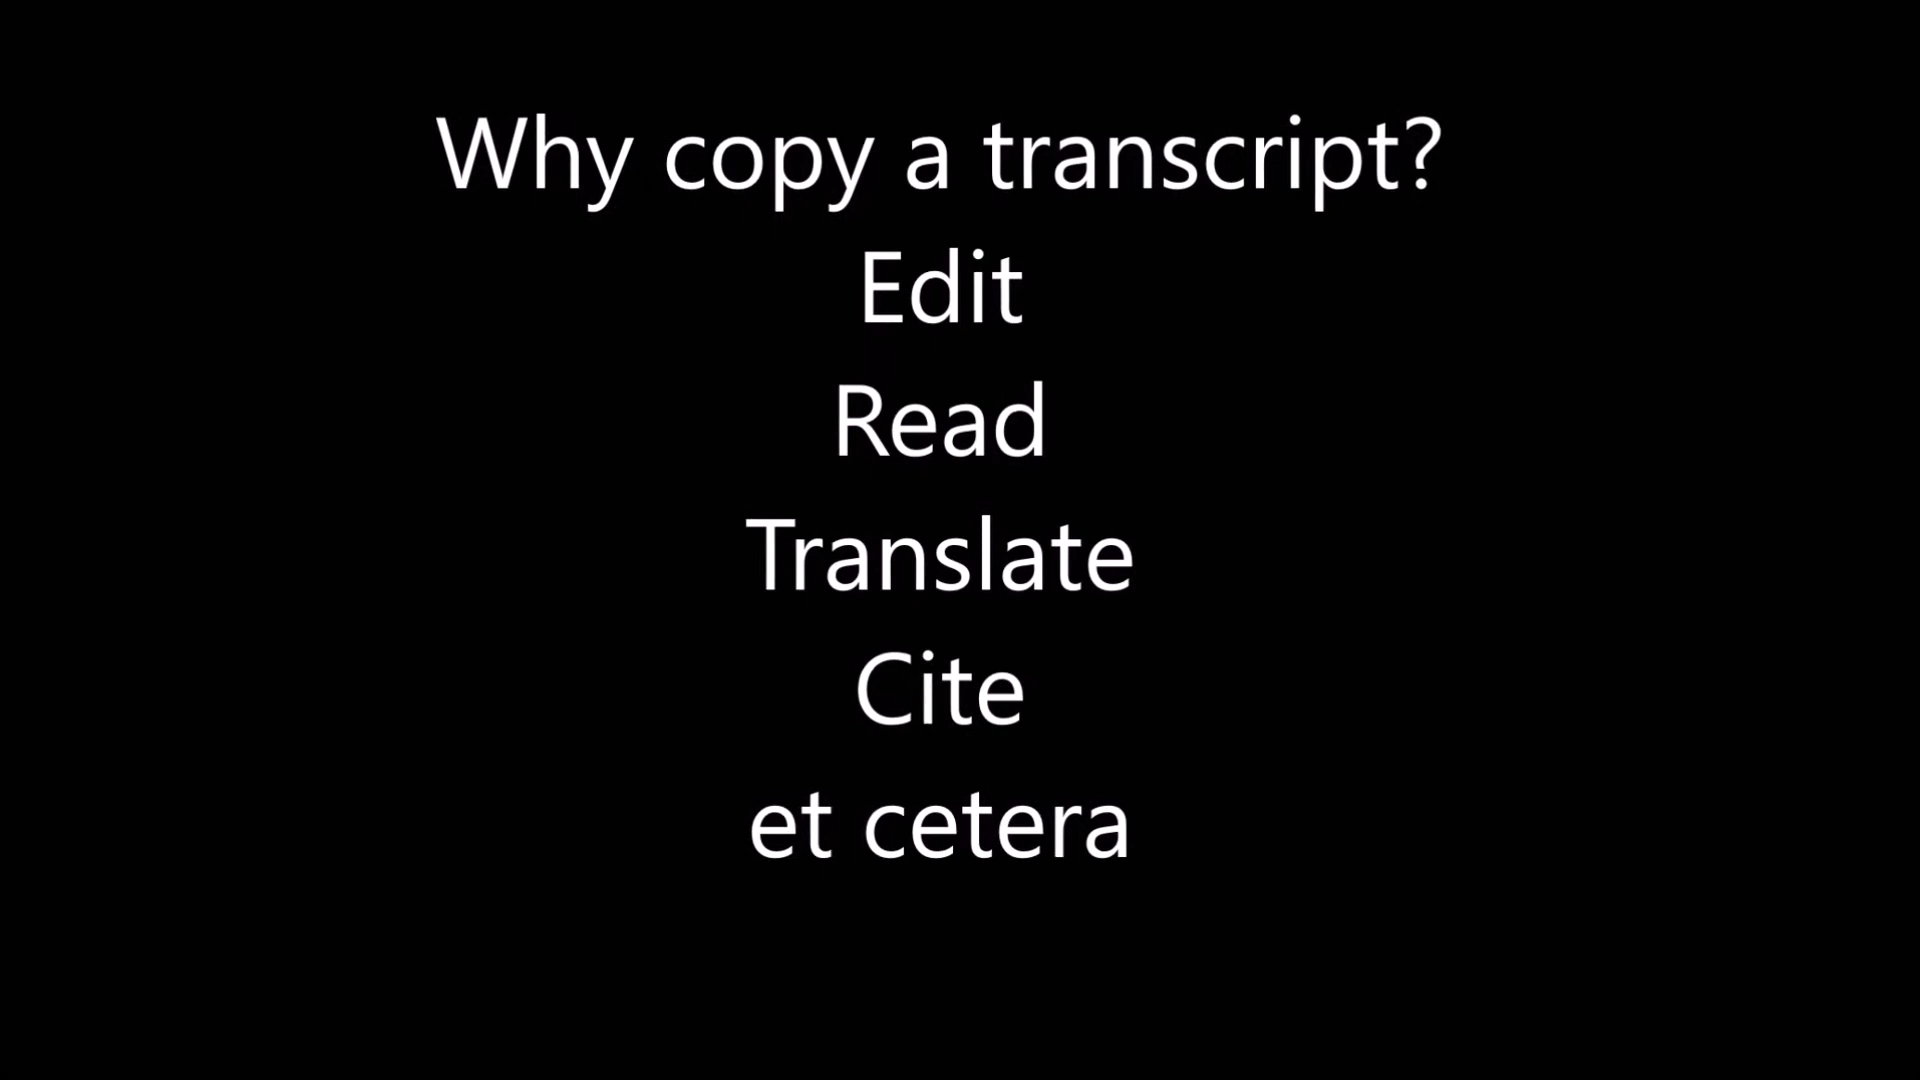 Why copy a transcript?
Edit
Read
Translate
Cite
et cetera